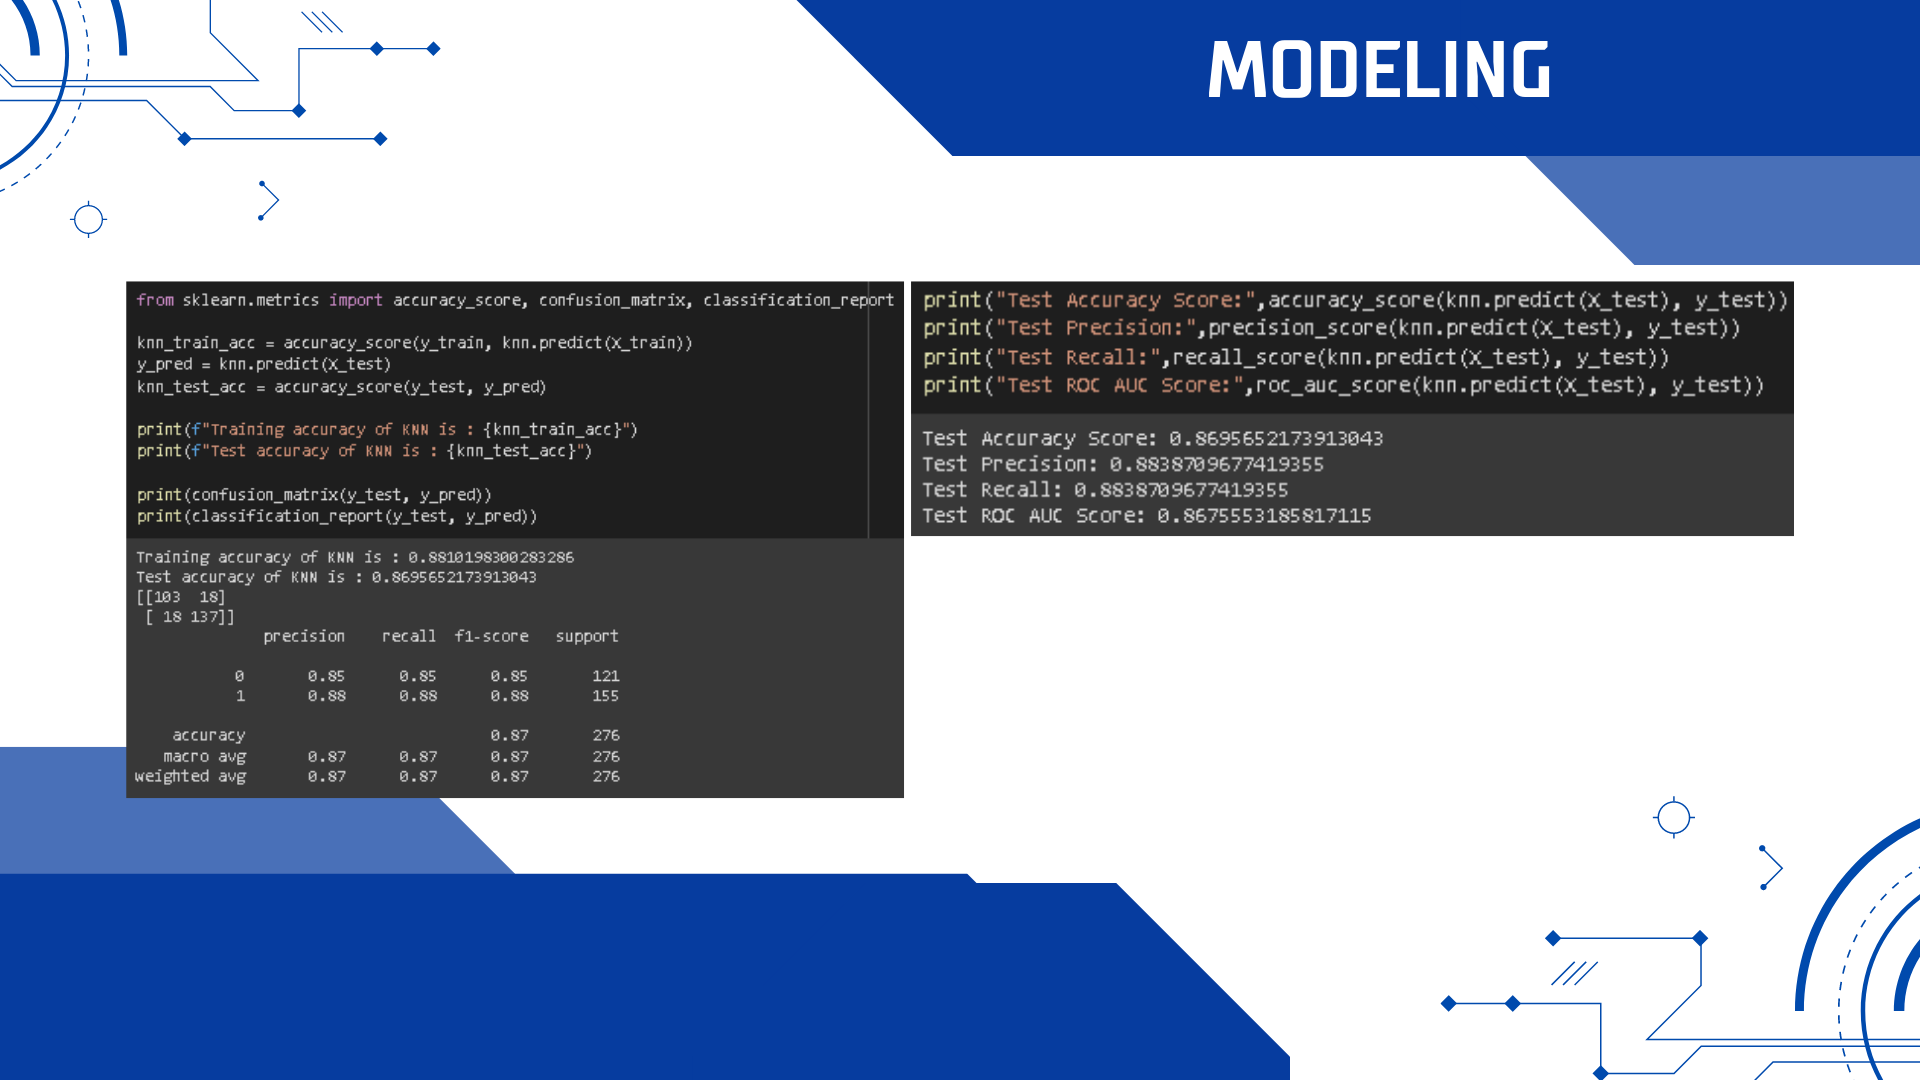 MODELING
from sklearn.metrics import accuracy_score, confusion_matrix, classification_report
knn_train_acc = accuracy_score(y_train, knn.predict(X_train))
y_pred = knn.predict(X_test)
knn_test_acc = accuracy_score(y_test, y_pred)
print(f"Training accuracy of KNN is : {knn_train_acc}")
print(f"Test accuracy of KNN is : {knn_test_acc}")
print(confusion_matrix(y_test, y_pred))
print(classification_report(y_test, y_pred))
Training accuracy of KNN is : 0.8810198300283286
Test accuracy of KNN is : 0.8695652173913043
[[103  18]
 [ 18 137]]
precision    recall  f1-score   support
0       0.85      0.85      0.85       121
1       0.88      0.88      0.88       155
accuracy                           0.87       276
macro avg       0.87      0.87      0.87       276
weighted avg       0.87      0.87      0.87       276
print("Test Accuracy Score:",accuracy_score(knn.predict(X_test), y_test))
print("Test Precision:",precision_score(knn.predict(X_test), y_test))
print("Test Recall:",recall_score(knn.predict(X_test), y_test))
print("Test ROC AUC Score:",roc_auc_score(knn.predict(X_test), y_test))
Test Accuracy Score: 0.8695652173913043
Test Precision: 0.8838709677419355
Test Recall: 0.8838709677419355
Test ROC AUC Score: 0.8675553185817115